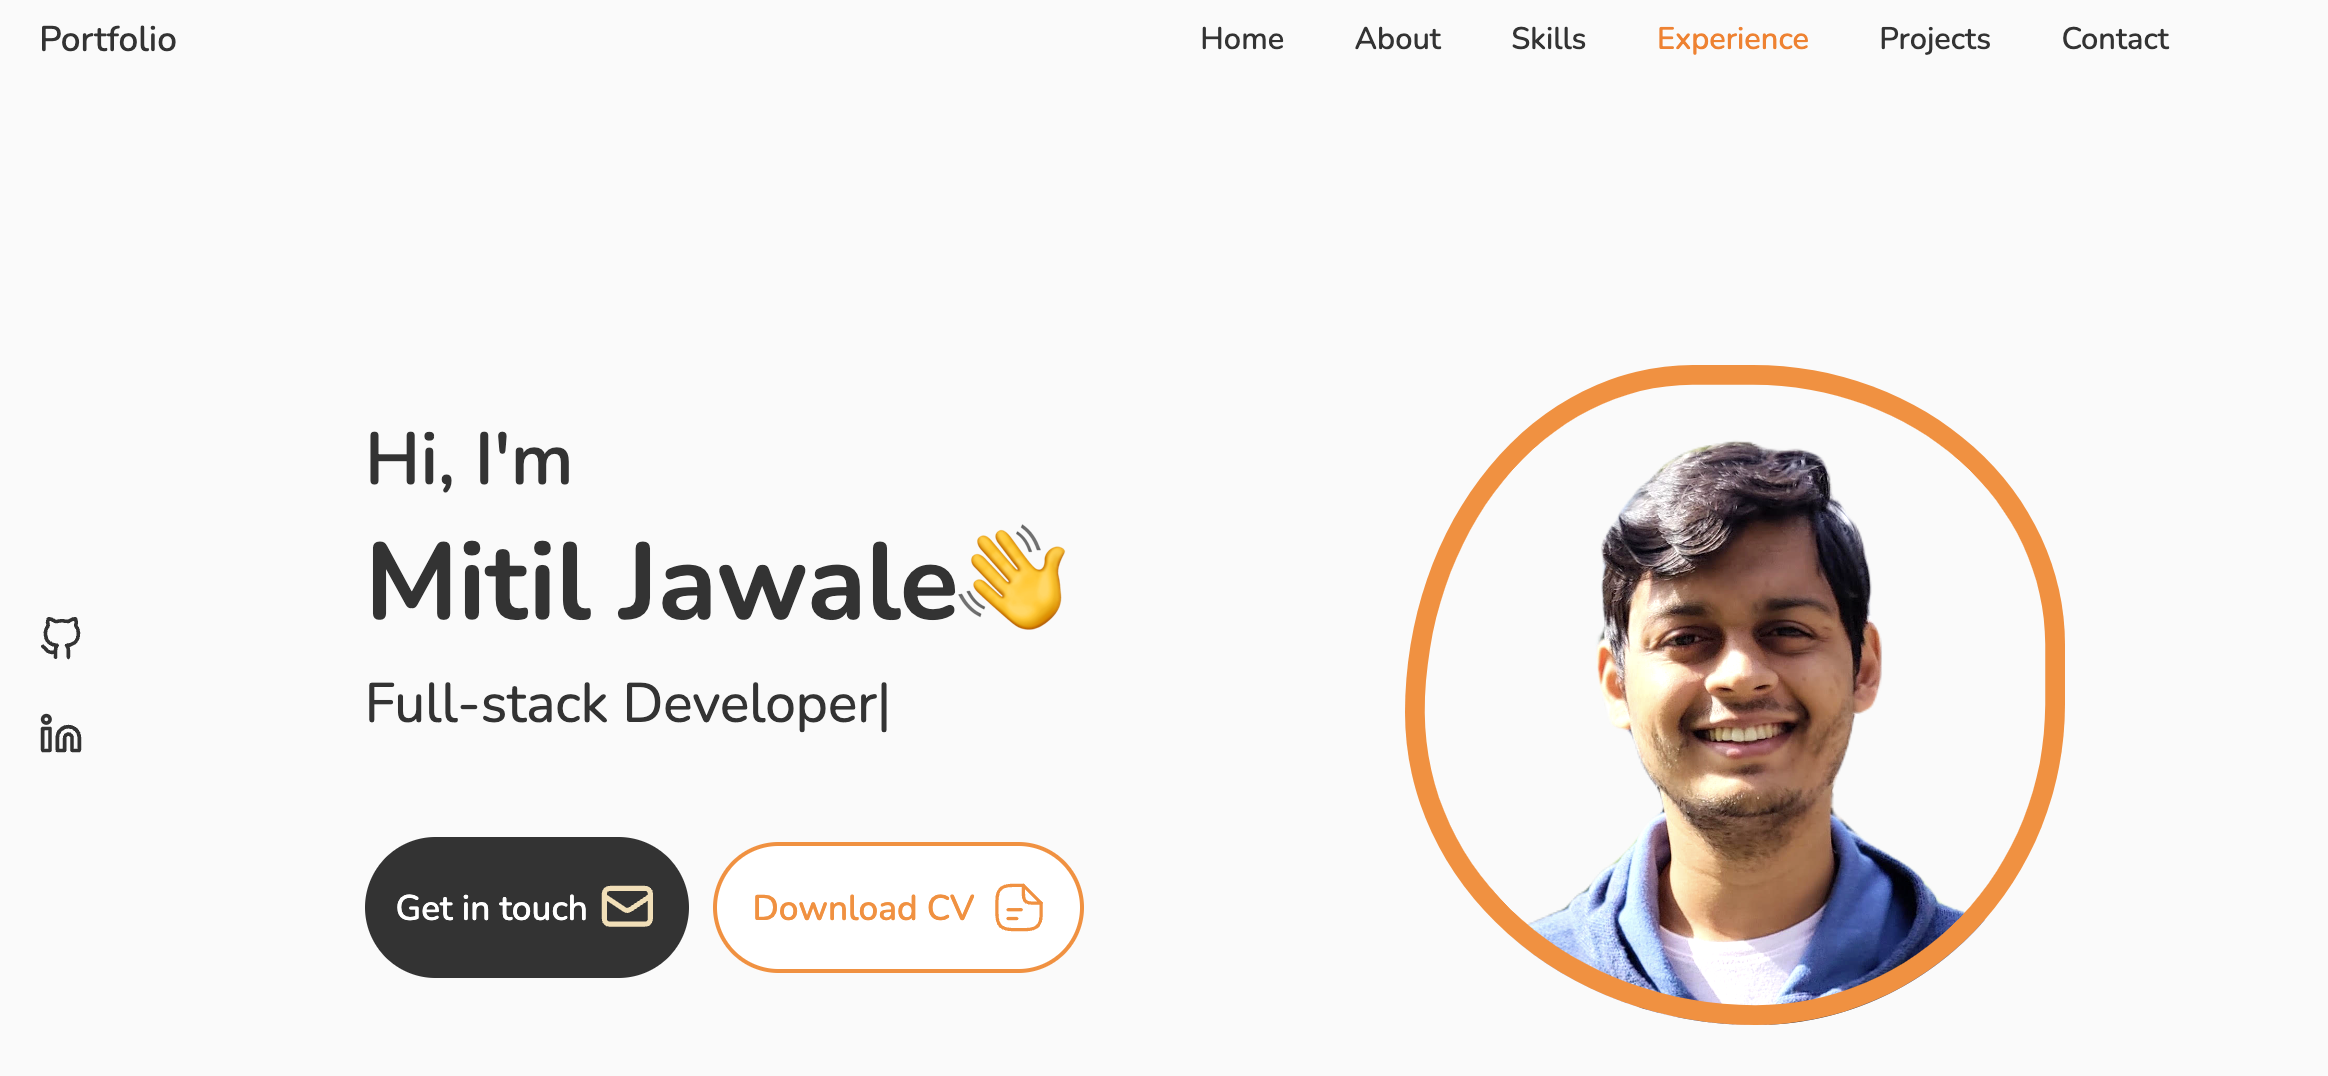 Portfolio
Home About Skills Experience Projects Contact
Hi, I'm
Mitil Jawale👋
Full-stack Developer|
Get in touch
Download CV